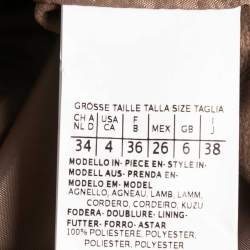 GROSSE TAILLE TALLA SIZE TAGLIA
CH A USA F MEX G I
NL D CA B B J
34 4 36 26 6 38
MODELLO IN-PIECE EN-STYLE IN-
MODELL AUS-PRENDA EN-
MODELO EM-MODEL
AGNELLO, AGNEAU, LAMB, LAMM,
CORDERO, CORDEIRO, KUZU
FODERA-DOUBLURE-LINING-
FUTTER-FORRO-ASTAR
100% POLIESTERE, POLYESTER,
POLYESTER, POLYESTER